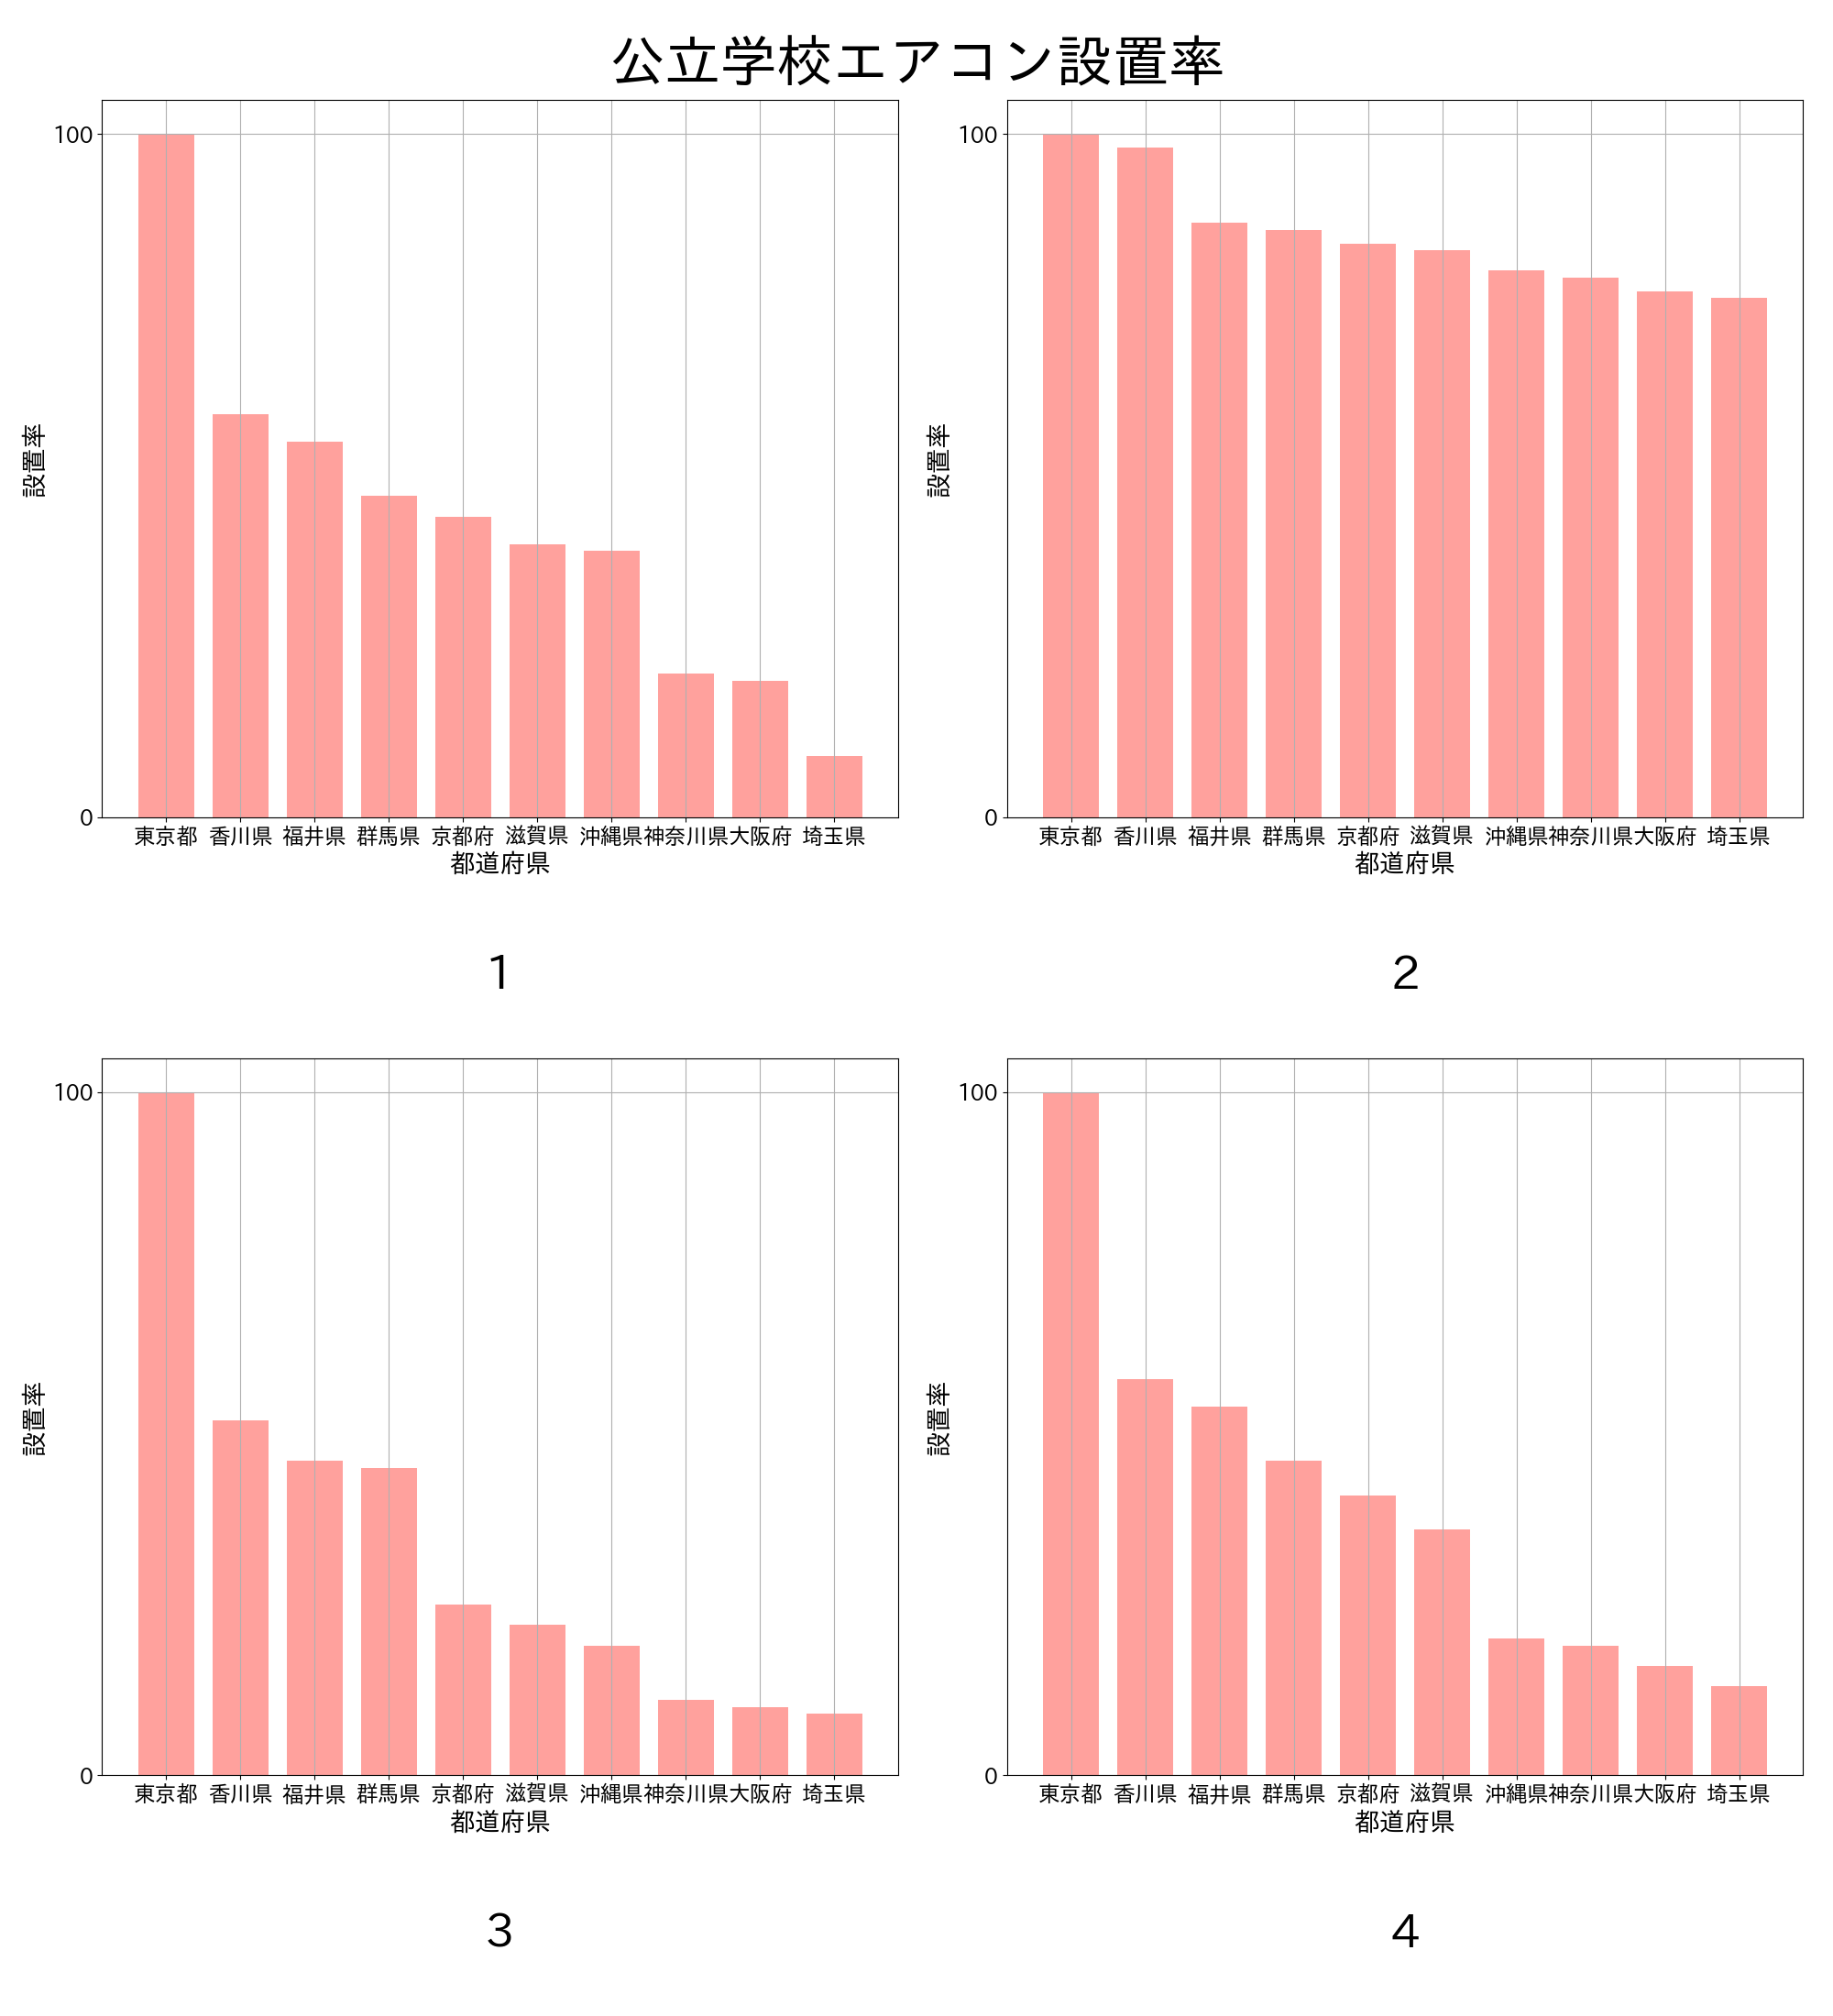 公立学校エアコン設置率
100
0
設置率
東京都 香川県 福井県 群馬県 京都府 滋賀県 沖縄県 神奈川県 大阪府 埼玉県
都道府県
1
100
0
設置率
東京都 香川県 福井県 群馬県 京都府 滋賀県 沖縄県 神奈川県 大阪府 埼玉県
都道府県
2
100
0
設置率
東京都 香川県 福井県 群馬県 京都府 滋賀県 沖縄県 神奈川県 大阪府 埼玉県
都道府県
3
100
0
設置率
東京都 香川県 福井県 群馬県 京都府 滋賀県 沖縄県 神奈川県 大阪府 埼玉県
都道府県
4